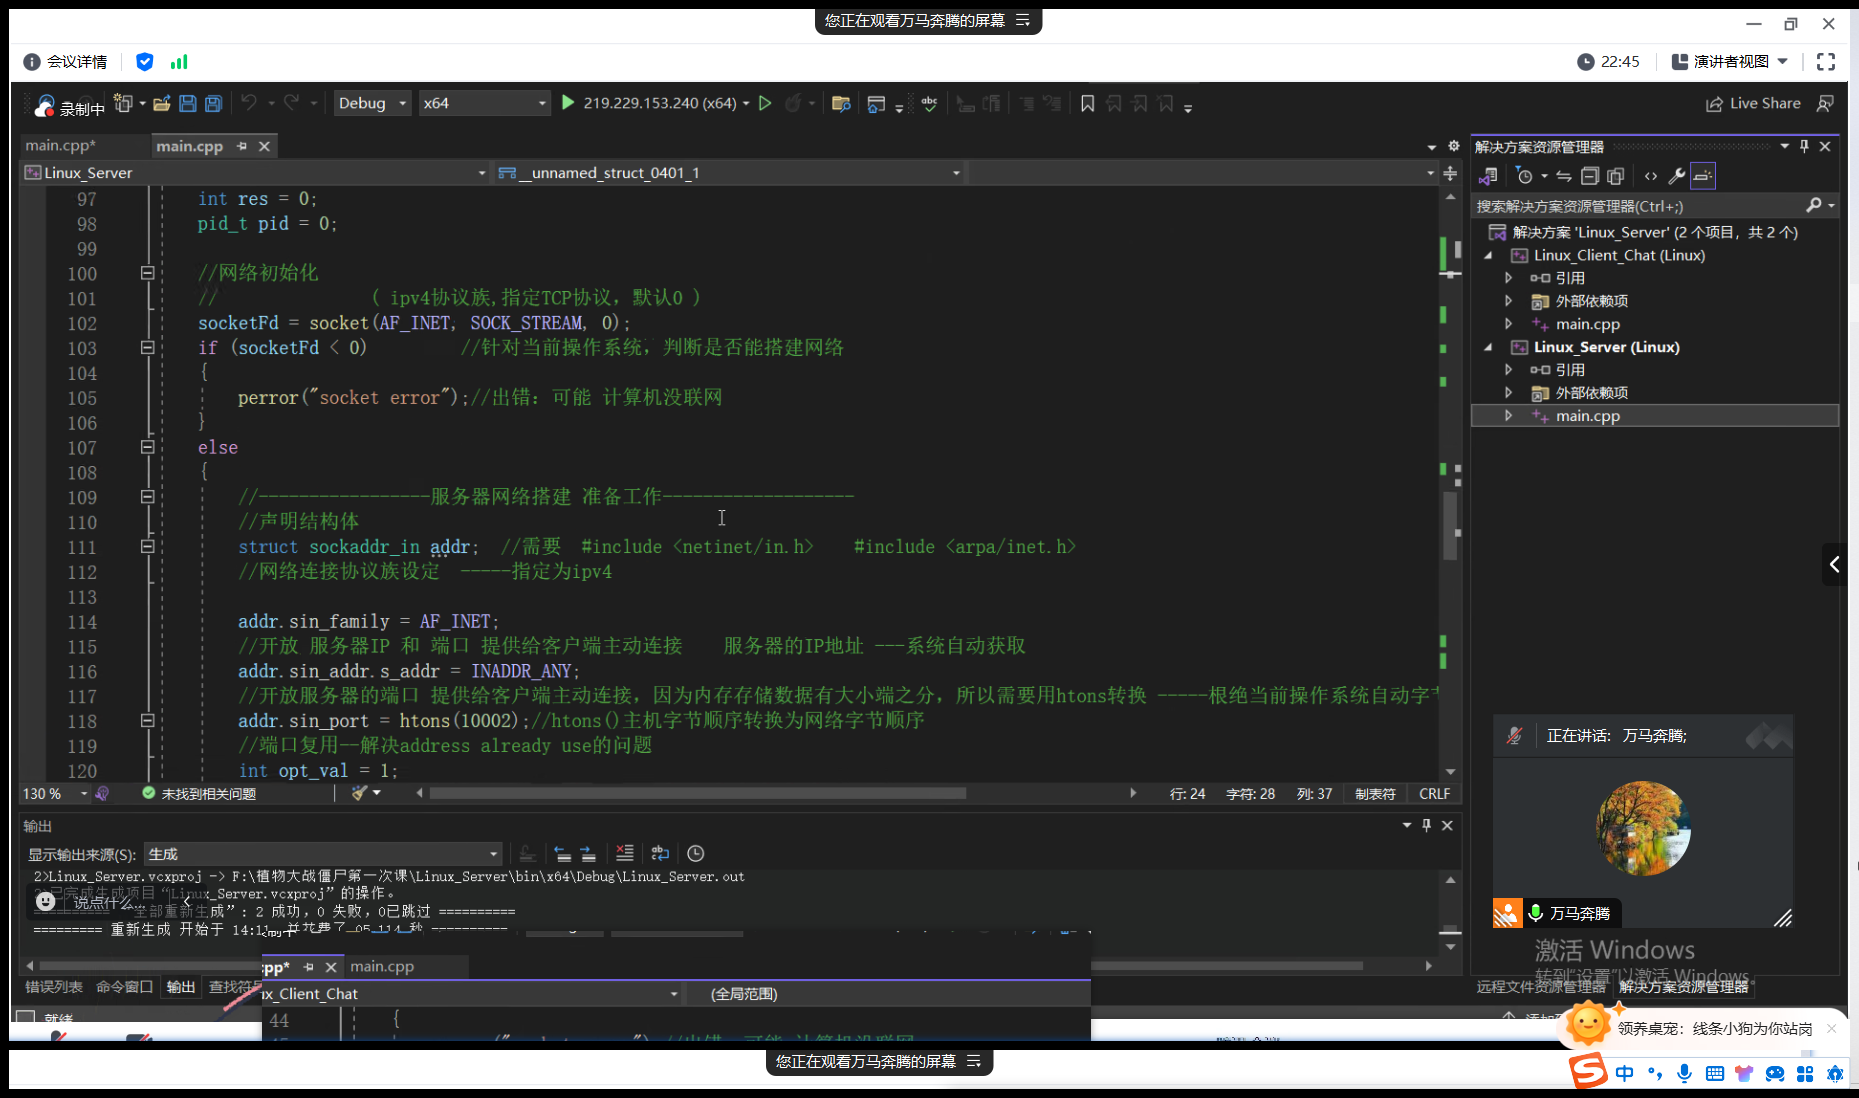 您正在观看万马奔腾的屏幕
会议详情
22:45
演讲者视图
录制中
Debug
x64
219.229.153.240 (x64)
Live Share
main.cpp*
main.cpp
Linux_Server
__unnamed_struct_0401_1
97 int res = 0;
98 pid_t pid = 0;
99
100 //网络初始化
101 // ( ipv4协议族,指定TCP协议，默认0 )
102 socketFd = socket(AF_INET, SOCK_STREAM, 0);
103 if (socketFd < 0) //针对当前操作系统，判断是否能搭建网络
104 {
105 perror("socket error");//出错：可能 计算机没联网
106 }
107 else
108 {
109 //-----------------服务器网络搭建 准备工作-------------------
110 //声明结构体
111 struct sockaddr_in addr; //需要 #include <netinet/in.h> #include <arpa/inet.h>
112 //网络连接协议族设定 -----指定为ipv4
113
114 addr.sin_family = AF_INET;
115 //开放 服务器IP 和 端口 提供给客户端主动连接 服务器的IP地址 ---系统自动获取
116 addr.sin_addr.s_addr = INADDR_ANY;
117 //开放服务器的端口 提供给客户端主动连接，因为内存存储数据有大小端之分，所以需要用htons转换 -----根绝当前操作系统自动字
118 addr.sin_port = htons(10002);//htons()主机字节顺序转换为网络字节顺序
119 //端口复用--解决address already use的问题
120 int opt_val = 1;
130 %
未找到相关问题
行: 24
字符: 28
列: 37
制表符
CRLF
解决方案资源管理器
搜索解决方案资源管理器(Ctrl+;)
解决方案 'Linux_Server' (2 个项目，共 2 个)
Linux_Client_Chat (Linux)
引用
外部依赖项
main.cpp
Linux_Server (Linux)
引用
外部依赖项
main.cpp
正在讲话: 万马奔腾;
万马奔腾
激活 Windows
转到“设置”以激活 Windows。
远程文件资源管理器
解决方案资源管理器
输出
显示输出来源(S):
生成
2>Linux_Server.vcxproj -> F:\植物大战僵尸第一次课\Linux_Server\bin\x64\Debug\Linux_Server.out
已完成生成项目“Linux_Server.vcxproj”的操作。
说点什么...
全部重新生成”: 2 成功，0 失败，0已跳过 ==========
========= 重新生成 开始于 14:1
错误列表
命令窗口
输出
查找符
cpp*
main.cpp
x_Client_Chat
(全局范围)
44 {
就绪
领养桌宠：线条小狗为你站岗
您正在观看万马奔腾的屏幕
中